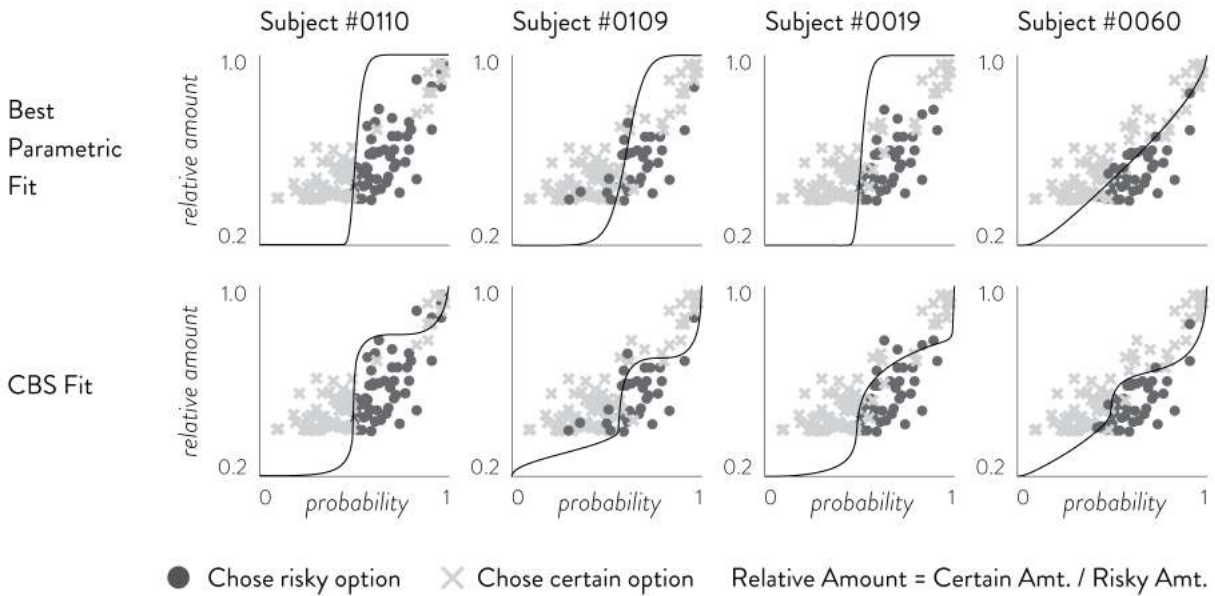 Subject #0110
Subject #0109
Subject #0019
Subject #0060
Best
Parametric
Fit
relative amount
1.0
0.2
1.0
0.2
1.0
0.2
1.0
0.2
CBS Fit
relative amount
1.0
0.2
0
1
probability
1.0
0.2
0
1
probability
1.0
0.2
0
1
probability
1.0
0.2
0
1
probability
Chose risky option
Chose certain option
Relative Amount = Certain Amt. / Risky Amt.